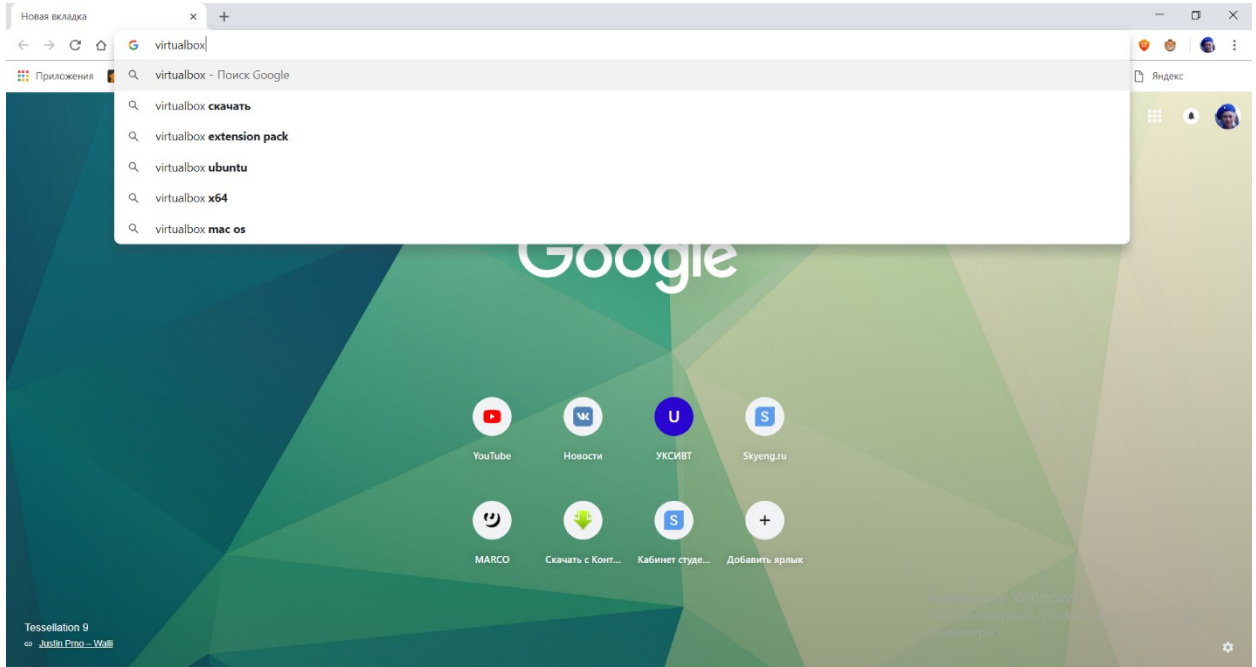 Новая вкладка
virtualbox
Приложения
Яндекс
virtualbox - Поиск Google
virtualbox скачать
virtualbox extension pack
virtualbox ubuntu
virtualbox x64
virtualbox mac os
Google
YouTube
Новости
УКСИВТ
Skyeng.ru
MARCO
Скачать с Конт...
Кабинет студе...
Добавить ярлык
Windows
Tessellation 9
Justin Prno – Walli